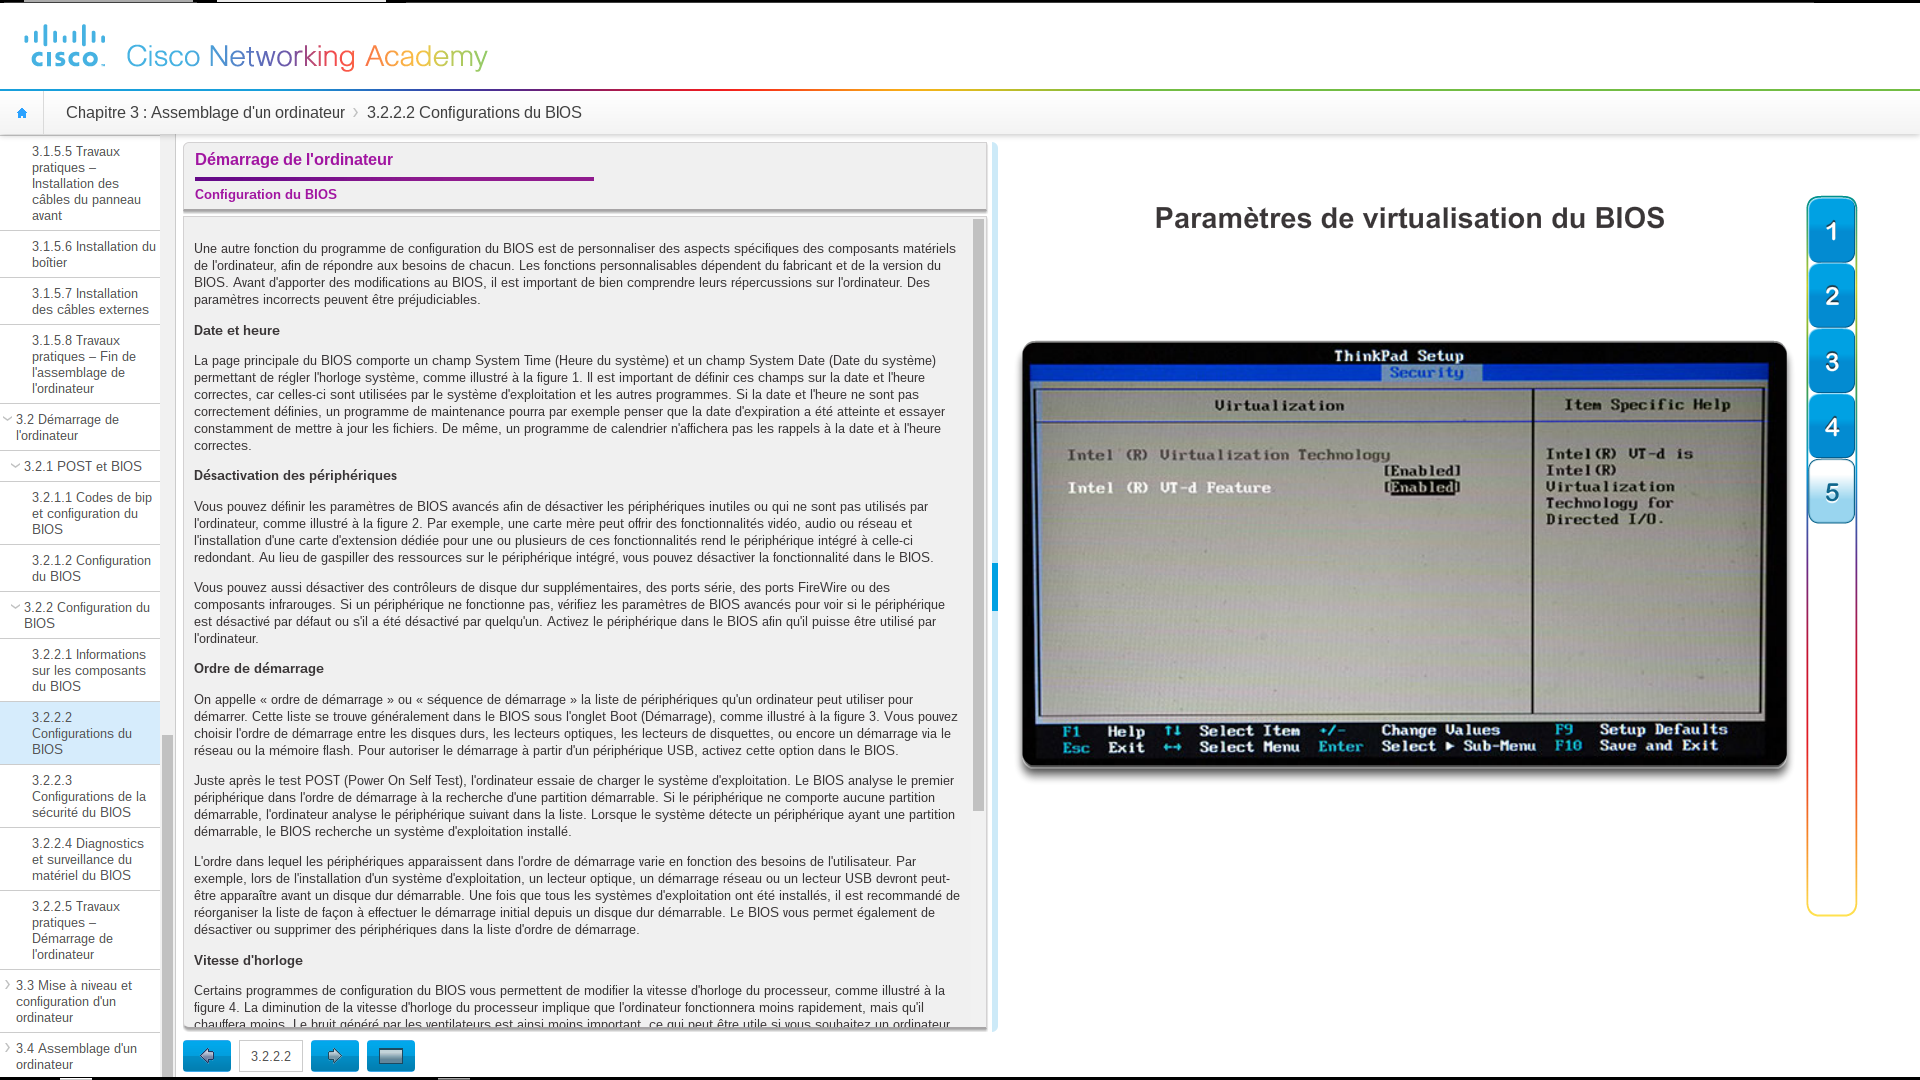 cisco
Cisco Networking Academy
Chapitre 3 : Assemblage d'un ordinateur
3.2.2.2 Configurations du BIOS
3.1.5.5 Travaux
pratiques –
Installation des
câbles du panneau
avant
3.1.5.6 Installation du
boîtier
3.1.5.7 Installation
des câbles externes
3.1.5.8 Travaux
pratiques – Fin de
l'assemblage de
l'ordinateur
3.2 Démarrage de
l'ordinateur
3.2.1 POST et BIOS
3.2.1.1 Codes de bip
et configuration du
BIOS
3.2.1.2 Configuration
du BIOS
3.2.2 Configuration du
BIOS
3.2.2.1 Informations
sur les composants
du BIOS
3.2.2.2
Configurations du
BIOS
3.2.2.3
Configurations de la
sécurité du BIOS
3.2.2.4 Diagnostics
et surveillance du
matériel du BIOS
3.2.2.5 Travaux
pratiques –
Démarrage de
l'ordinateur
3.3 Mise à niveau et
configuration d'un
ordinateur
3.4 Assemblage d'un
ordinateur
Démarrage de l'ordinateur
Configuration du BIOS
Une autre fonction du programme de configuration du BIOS est de personnaliser des aspects spécifiques des composants matériels
de l'ordinateur, afin de répondre aux besoins de chacun. Les fonctions personnalisables dépendent du fabricant et de la version du
BIOS. Avant d'apporter des modifications au BIOS, il est important de bien comprendre leurs répercussions sur l'ordinateur. Des
paramètres incorrects peuvent être préjudiciables.
Date et heure
La page principale du BIOS comporte un champ System Time (Heure du système) et un champ System Date (Date du système)
permettant de régler l'horloge système, comme illustré à la figure 1. Il est important de définir ces champs sur la date et l'heure
correctes, car celles-ci sont utilisées par le système d'exploitation et les autres programmes. Si la date et l'heure ne sont pas
correctement définies, un programme de maintenance pourra par exemple penser que la date d'expiration a été atteinte et essayer
constamment de mettre à jour les fichiers. De même, un programme de calendrier n'affichera pas les rappels à la date et à l'heure
correctes.
Désactivation des périphériques
Vous pouvez définir les paramètres de BIOS avancés afin de désactiver les périphériques inutiles ou qui ne sont pas utilisés par
l'ordinateur, comme illustré à la figure 2. Par exemple, une carte mère peut offrir des fonctionnalités vidéo, audio ou réseau et
l'installation d'une carte d'extension dédiée pour une ou plusieurs de ces fonctionnalités rend le périphérique intégré à celle-ci
redondant. Au lieu de gaspiller des ressources sur le périphérique intégré, vous pouvez désactiver la fonctionnalité dans le BIOS.
Vous pouvez aussi désactiver des contrôleurs de disque dur supplémentaires, des ports série, des ports FireWire ou des
composants infrarouges. Si un périphérique ne fonctionne pas, vérifiez les paramètres de BIOS avancés pour voir si le périphérique
est désactivé par défaut ou s'il a été désactivé par quelqu'un. Activez le périphérique dans le BIOS afin qu'il puisse être utilisé par
l'ordinateur.
Ordre de démarrage
On appelle « ordre de démarrage » ou « séquence de démarrage » la liste de périphériques qu'un ordinateur peut utiliser pour
démarrer. Cette liste se trouve généralement dans le BIOS sous l'onglet Boot (Démarrage), comme illustré à la figure 3. Vous pouvez
choisir l'ordre de démarrage entre les disques durs, les lecteurs optiques, les lecteurs de disquettes, ou encore un démarrage via le
réseau ou la mémoire flash. Pour autoriser le démarrage à partir d'un périphérique USB, activez cette option dans le BIOS.
Juste après le test POST (Power On Self Test), l'ordinateur essaie de charger le système d'exploitation. Le BIOS analyse le premier
périphérique dans l'ordre de démarrage à la recherche d'une partition démarrable. Si le périphérique ne comporte aucune partition
démarrable, l'ordinateur analyse le périphérique suivant dans la liste. Lorsque le système détecte un périphérique ayant une partition
démarrable, le BIOS recherche un système d'exploitation installé.
L'ordre dans lequel les périphériques apparaissent dans l'ordre de démarrage varie en fonction des besoins de l'utilisateur. Par
exemple, lors de l'installation d'un système d'exploitation, un lecteur optique, un démarrage réseau ou un lecteur USB devront peut-
être apparaître avant un disque dur démarrable. Une fois que tous les systèmes d'exploitation ont été installés, il est recommandé de
réorganiser la liste de façon à effectuer le démarrage initial depuis un disque dur démarrable. Le BIOS vous permet également de
désactiver ou supprimer des périphériques dans la liste d'ordre de démarrage.
Vitesse d'horloge
Certains programmes de configuration du BIOS vous permettent de modifier la vitesse d'horloge du processeur, comme illustré à la
figure 4. La diminution de la vitesse d'horloge du processeur implique que l'ordinateur fonctionnera moins rapidement, mais qu'il
chauffera moins. Le bruit généré par les ventilateurs est ainsi moins important, ce qui peut être utile si vous souhaitez un ordinateur
3.2.2.2
Paramètres de virtualisation du BIOS
ThinkPad Setup
Security
Virtualization
Item Specific Help
Intel (R) Virtualization Technology
[Enabled]
Intel (R) VT-d Feature [Enabled]
Intel(R) VT-d is
Intel(R)
Virtualization
Technology for
Directed I/O.
F1 Help ↑↓ Select Item +/- Change Values F9 Setup Defaults
Esc Exit ←→ Select Menu Enter Select ▶ Sub-Menu F10 Save and Exit
1
2
3
4
5